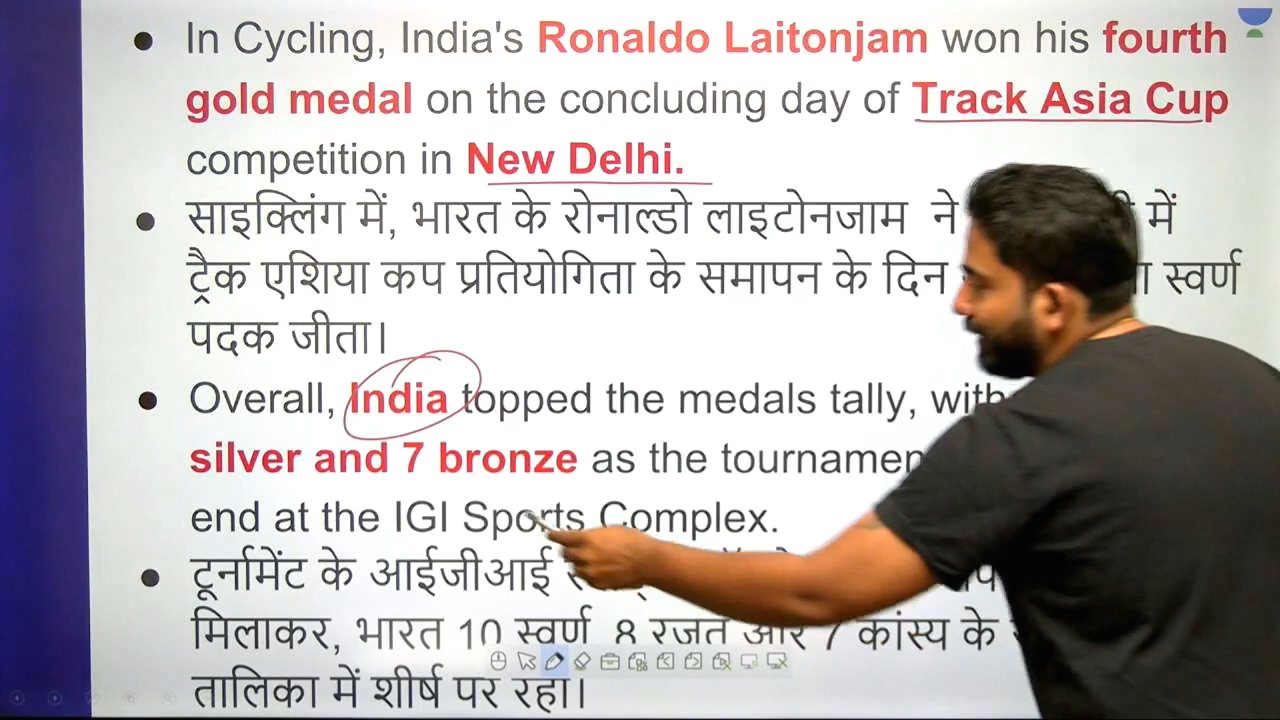 In Cycling, India's Ronaldo Laitonjam won his fourth
gold medal on the concluding day of Track Asia Cup
competition in New Delhi.
साइक्लिंग में, भारत के रोनाल्डो लाइटोनजाम ने में
ट्रैक एशिया कप प्रतियोगिता के समापन के दिन स्वर्ण
पदक जीता।
Overall, India topped the medals tally, with
silver and 7 bronze as the tournament
end at the IGI Sports Complex.
टूर्नामेंट के आईजीआई
मिलाकर, भारत 10 स्वर्ण 8 रजत और 7 कांस्य के
तालिका में शीर्ष पर रहा।